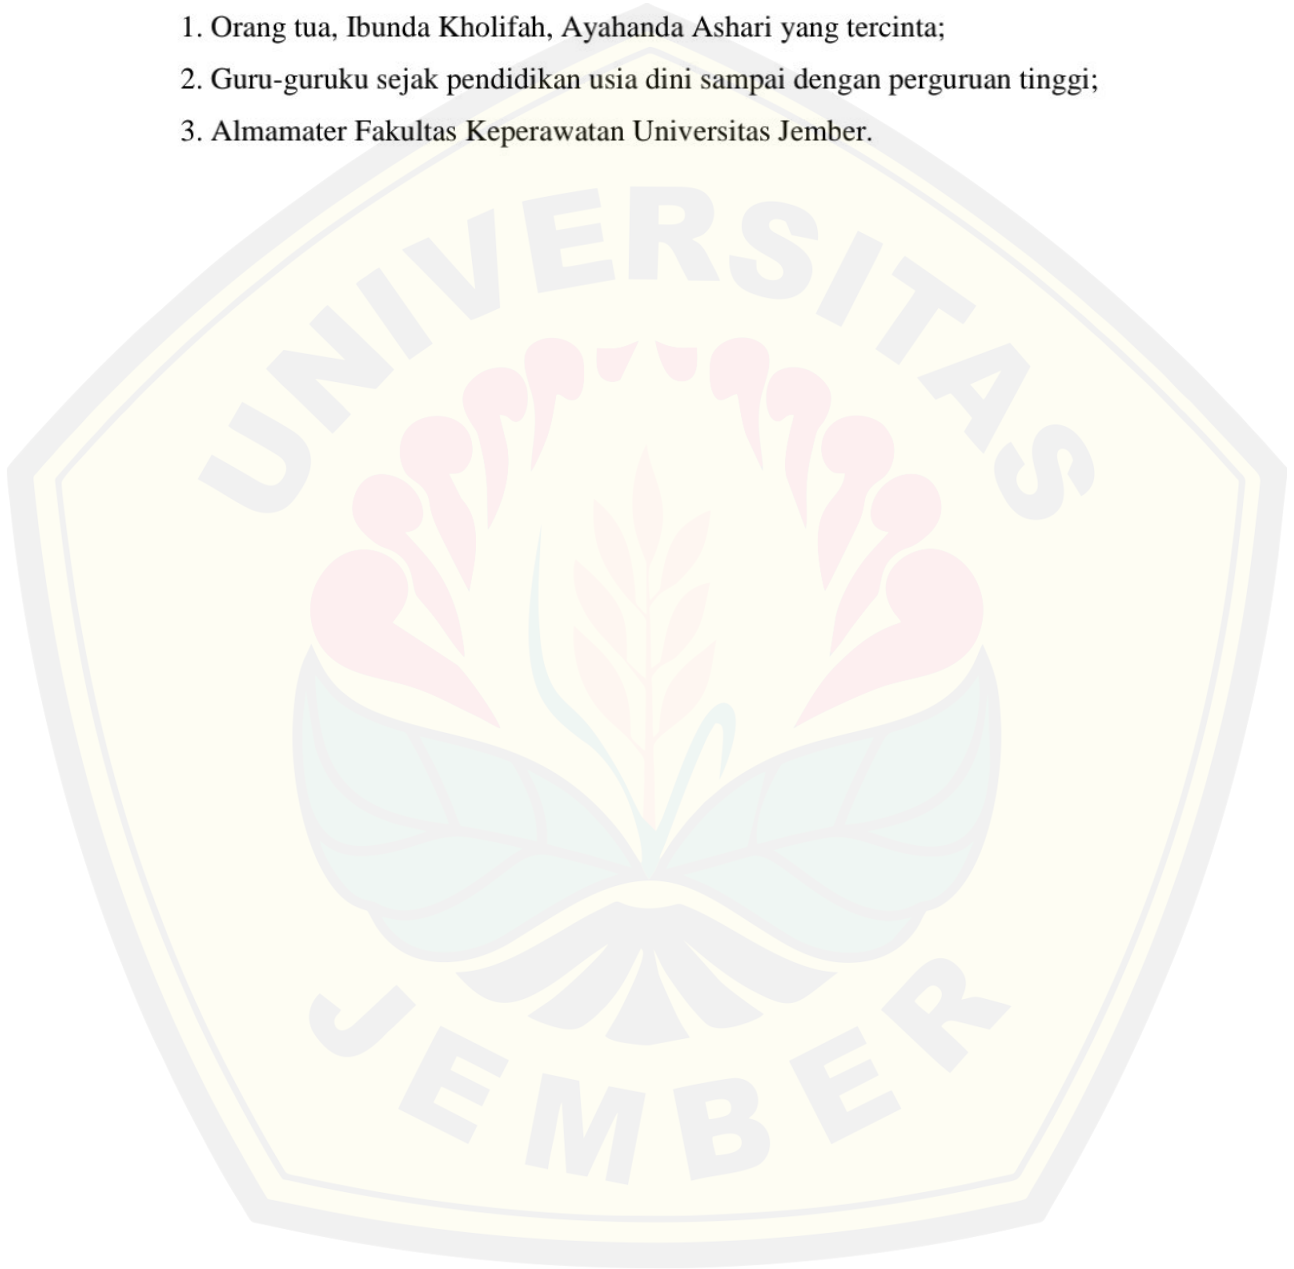 1. Orang tua, Ibunda Kholifah, Ayahanda Ashari yang tercinta;
2. Guru-guruku sejak pendidikan usia dini sampai dengan perguruan tinggi;
3. Almamater Fakultas Keperawatan Universitas Jember.
UNIVERSITAS
JEMBER